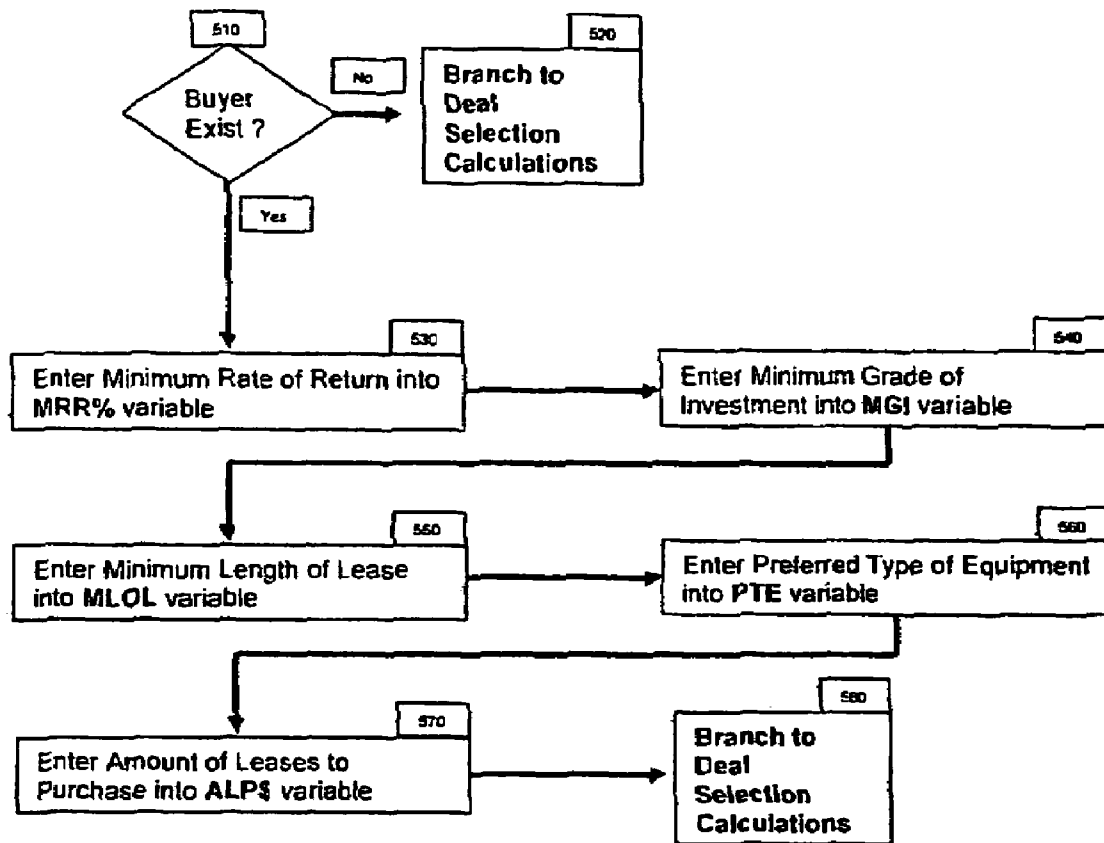 510
Buyer
Exist ?
No
520
Branch to
Deal
Selection
Calculations
Yes
530
Enter Minimum Rate of Return into
MRR% variable
540
Enter Minimum Grade of
Investment into MGI variable
550
Enter Minimum Length of Lease
into MLOL variable
560
Enter Preferred Type of Equipment
into PTE variable
570
Enter Amount of Leases to
Purchase into ALP$ variable
580
Branch to
Deal
Selection
Calculations